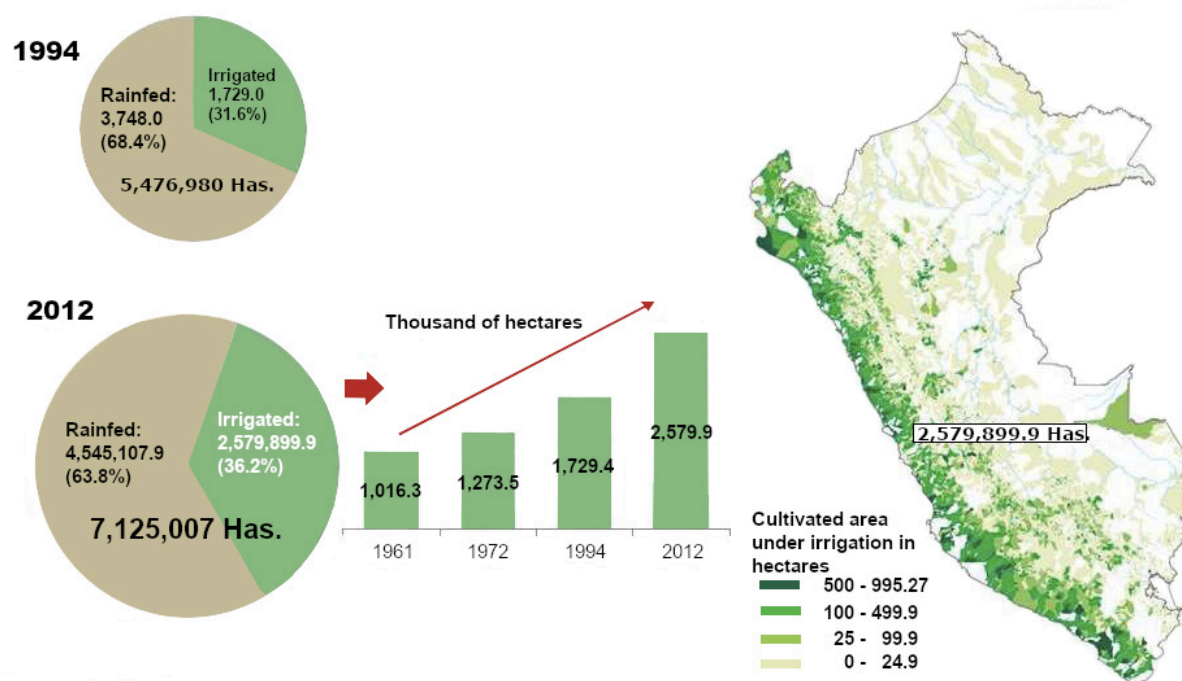 1994
Irrigated
1,729.0
(31.6%)
Rainfed:
3,748.0
(68.4%)
5,476,980 Has.
2012
Rainfed:
4,545,107.9
(63.8%)
Irrigated:
2,579,899.9
(36.2%)
7,125,007 Has.
Thousand of hectares
1,016.3
1,273.5
1,729.4
2,579.9
1961
1972
1994
2012
2,579,899.9 Has.
Cultivated area
under irrigation in
hectares
500 - 995.27
100 - 499.9
25 - 99.9
0 - 24.9